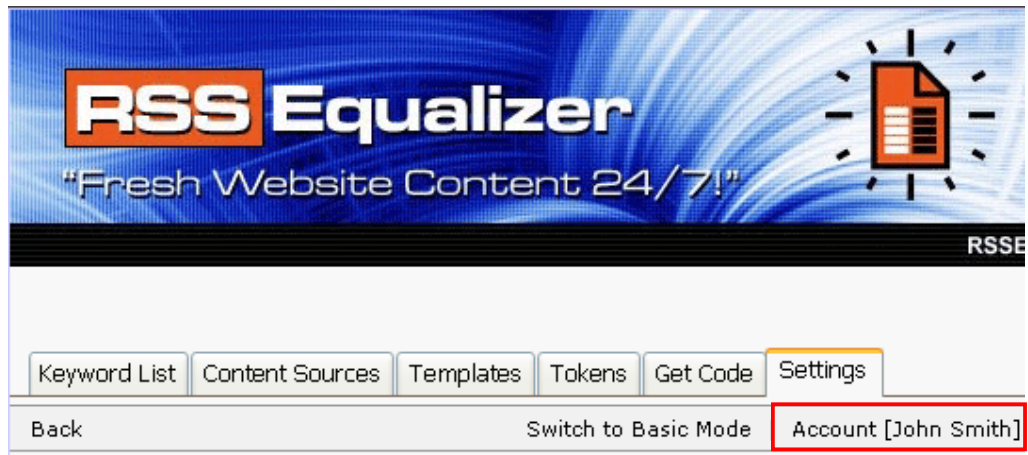 RSS Equalizer
"Fresh Website Content 24/7!"
RSSE
Keyword List Content Sources Templates Tokens Get Code Settings
Back Switch to Basic Mode Account [John Smith]